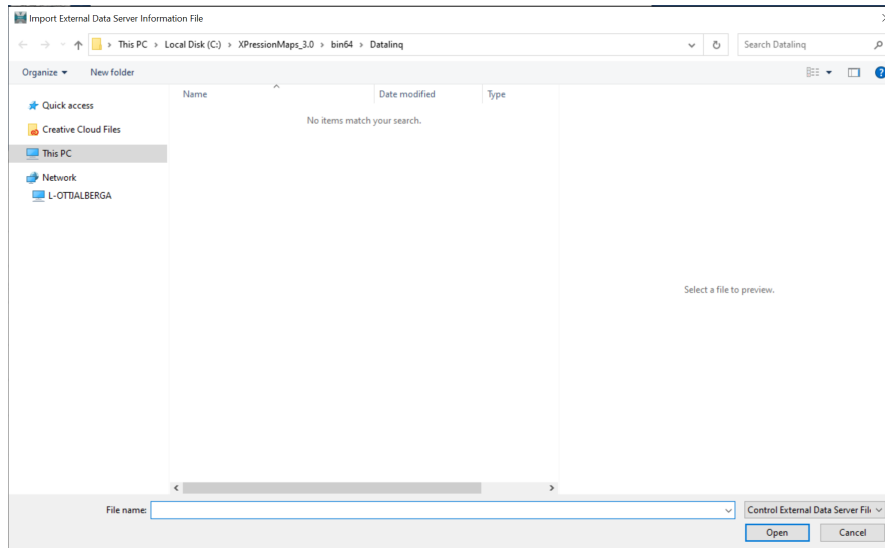 Import External Data Server Information File
This PC > Local Disk (C:) > XPressionMaps_3.0 > bin64 > Datalinq
Search Datalinq
Organize
New folder
Name
Date modified
Type
Quick access
No items match your search.
Creative Cloud Files
This PC
Network
L-OTTJALBERGA
Select a file to preview.
File name:
Control External Data Server Fil
Open
Cancel